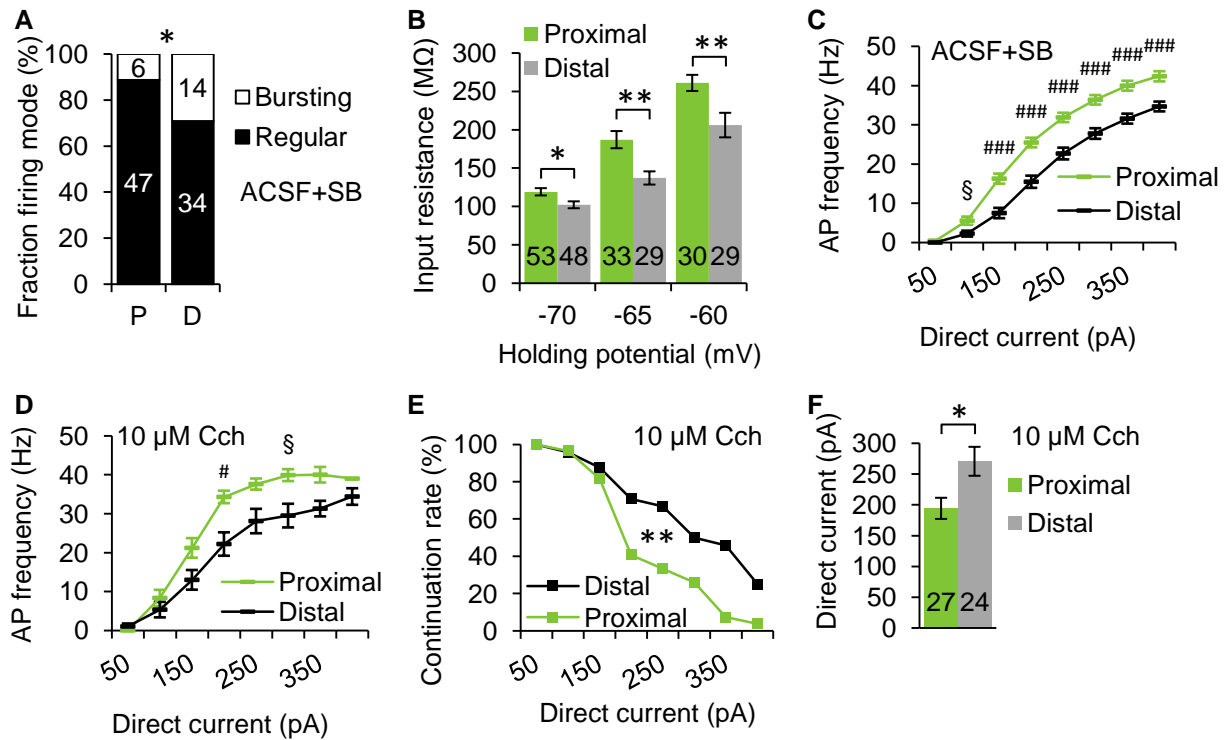 A
*
Fraction firing mode (%)
100
80
60
40
20
0
6
47
14
34
P
D
Bursting
Regular
ACSF+SB
B
Input resistance (MΩ)
300
250
200
150
100
50
0
Proximal
Distal
*
**
**
53
48
33
29
30
29
-70
-65
-60
Holding potential (mV)
C
AP frequency (Hz)
50
40
30
20
10
0
ACSF+SB
§
###
###
###
###
###
###
Proximal
Distal
50
150
250
350
Direct current (pA)
D
AP frequency (Hz)
50
40
30
20
10
0
10 µM Cch
#
§
Proximal
Distal
50
150
250
350
Direct current (pA)
E
Continuation rate (%)
100
80
60
40
20
0
10 µM Cch
**
Distal
Proximal
50
150
250
350
Direct current (pA)
F
Direct current (pA)
300
250
200
150
100
50
0
*
27
24
10 µM Cch
Proximal
Distal